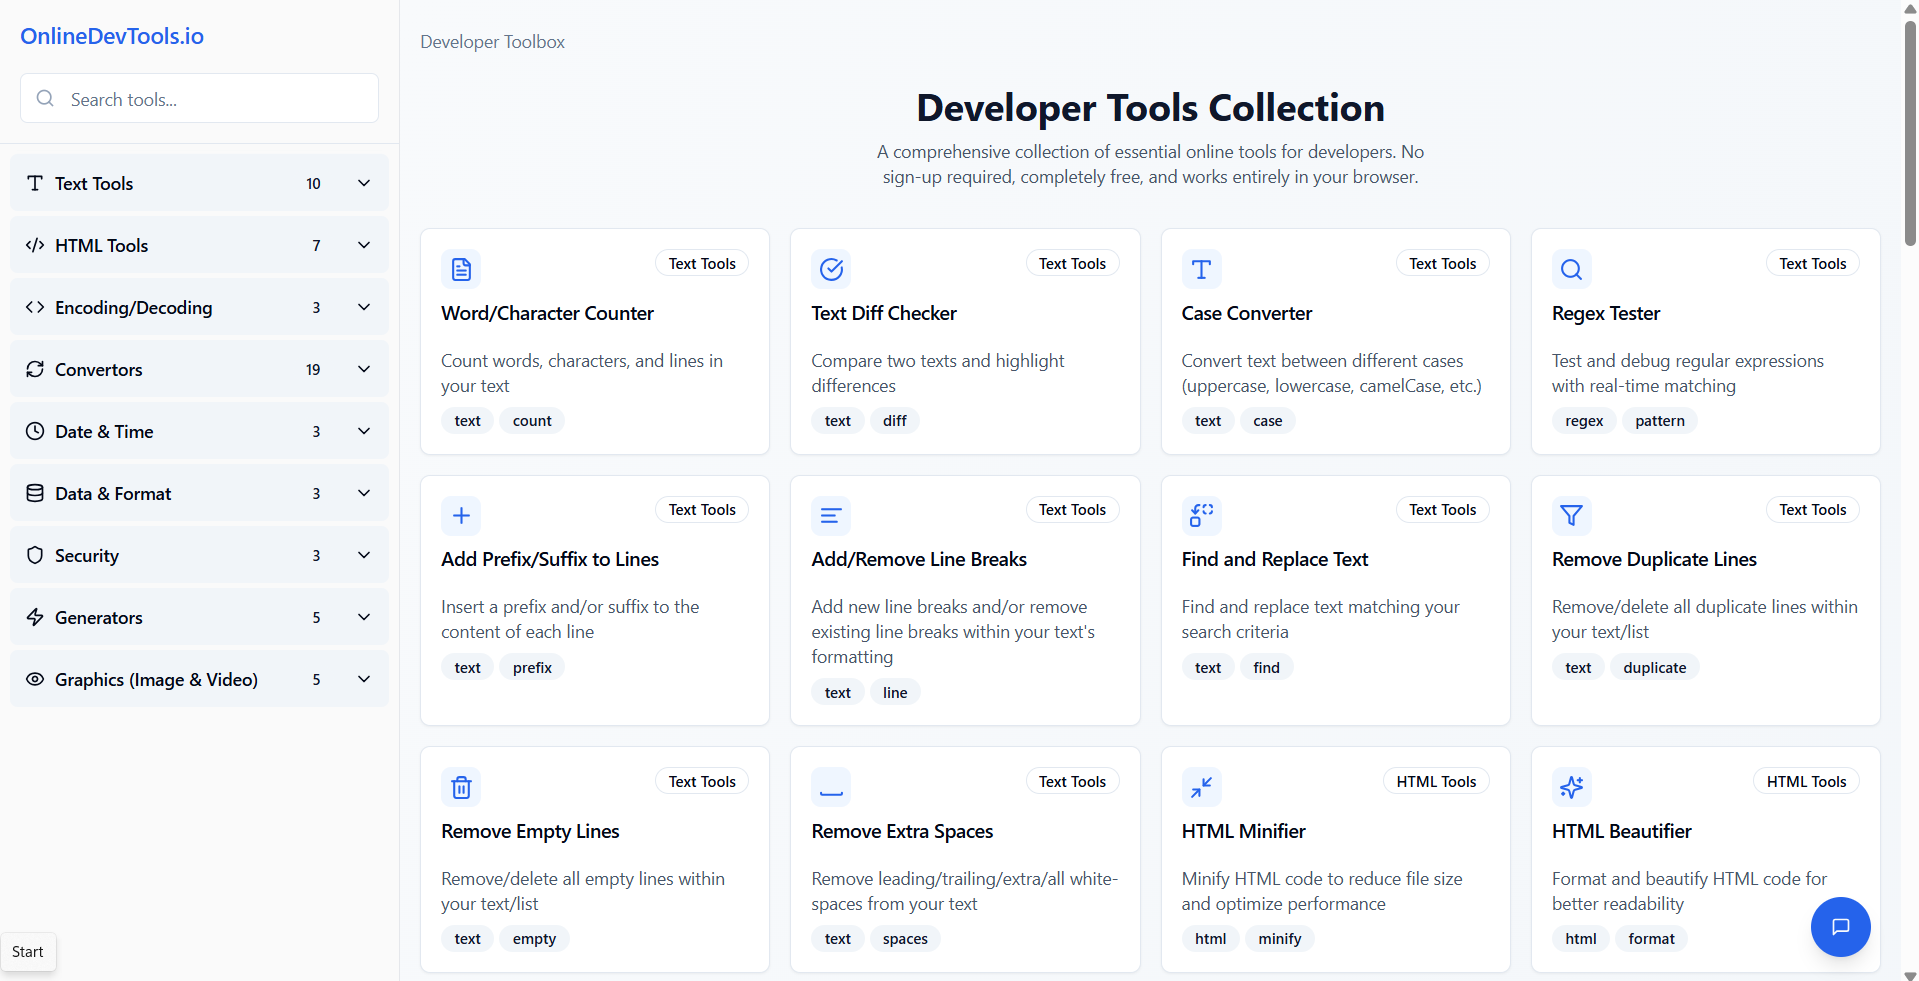 OnlineDevTools.io
Search tools...
Text Tools 10
HTML Tools 7
Encoding/Decoding 3
Convertors 19
Date & Time 3
Data & Format 3
Security 3
Generators 5
Graphics (Image & Video) 5
Start
Developer Toolbox
Developer Tools Collection
A comprehensive collection of essential online tools for developers. No
sign-up required, completely free, and works entirely in your browser.
Text Tools
Word/Character Counter
Count words, characters, and lines in
your text
text count
Text Tools
Text Diff Checker
Compare two texts and highlight
differences
text diff
Text Tools
Case Converter
Convert text between different cases
(uppercase, lowercase, camelCase, etc.)
text case
Text Tools
Regex Tester
Test and debug regular expressions
with real-time matching
regex pattern
Text Tools
Add Prefix/Suffix to Lines
Insert a prefix and/or suffix to the
content of each line
text prefix
Text Tools
Add/Remove Line Breaks
Add new line breaks and/or remove
existing line breaks within your text's
formatting
text line
Text Tools
Find and Replace Text
Find and replace text matching your
search criteria
text find
Text Tools
Remove Duplicate Lines
Remove/delete all duplicate lines within
your text/list
text duplicate
Text Tools
Remove Empty Lines
Remove/delete all empty lines within
your text/list
text empty
Text Tools
Remove Extra Spaces
Remove leading/trailing/extra/all white-
spaces from your text
text spaces
HTML Tools
HTML Minifier
Minify HTML code to reduce file size
and optimize performance
html minify
HTML Tools
HTML Beautifier
Format and beautify HTML code for
better readability
html format